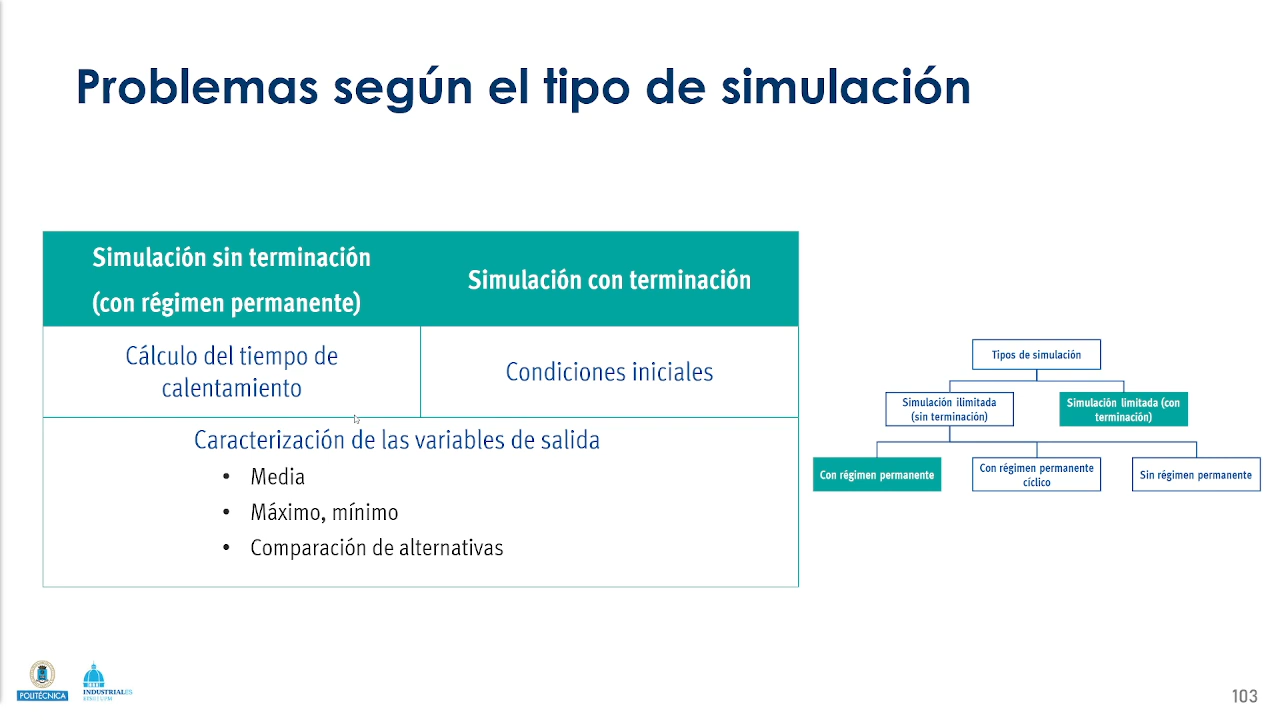 Problemas según el tipo de simulación
Simulación sin terminación
(con régimen permanente)
Simulación con terminación
Cálculo del tiempo de
calentamiento
Condiciones iniciales
Caracterización de las variables de salida
• Media
• Máximo, mínimo
• Comparación de alternativas
Tipos de simulación
Simulación ilimitada
(sin terminación)
Simulación limitada (con
terminación)
Con régimen permanente
Con régimen permanente
cíclico
Sin régimen permanente
POLITÉCNICA
INDUSTRIALES
103